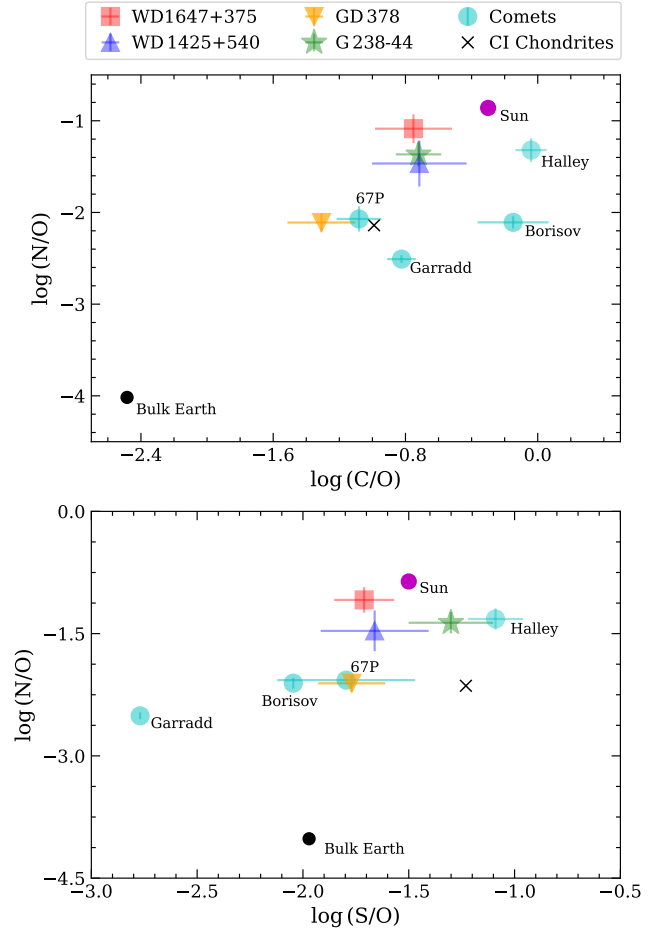 WD1647+375 GD 378 Comets
WD 1425+540 G 238-44 CI Chondrites
−1
−2
−3
−4
log (N/O)
Sun
Halley
67P
Borisov
Garradd
Bulk Earth
−2.4 −1.6 −0.8 0.0
log (C/O)
0.0
−1.5
−3.0
−4.5
log (N/O)
Sun
Halley
67P
Borisov
Garradd
Bulk Earth
−3.0 −2.5 −2.0 −1.5 −1.0 −0.5
log (S/O)